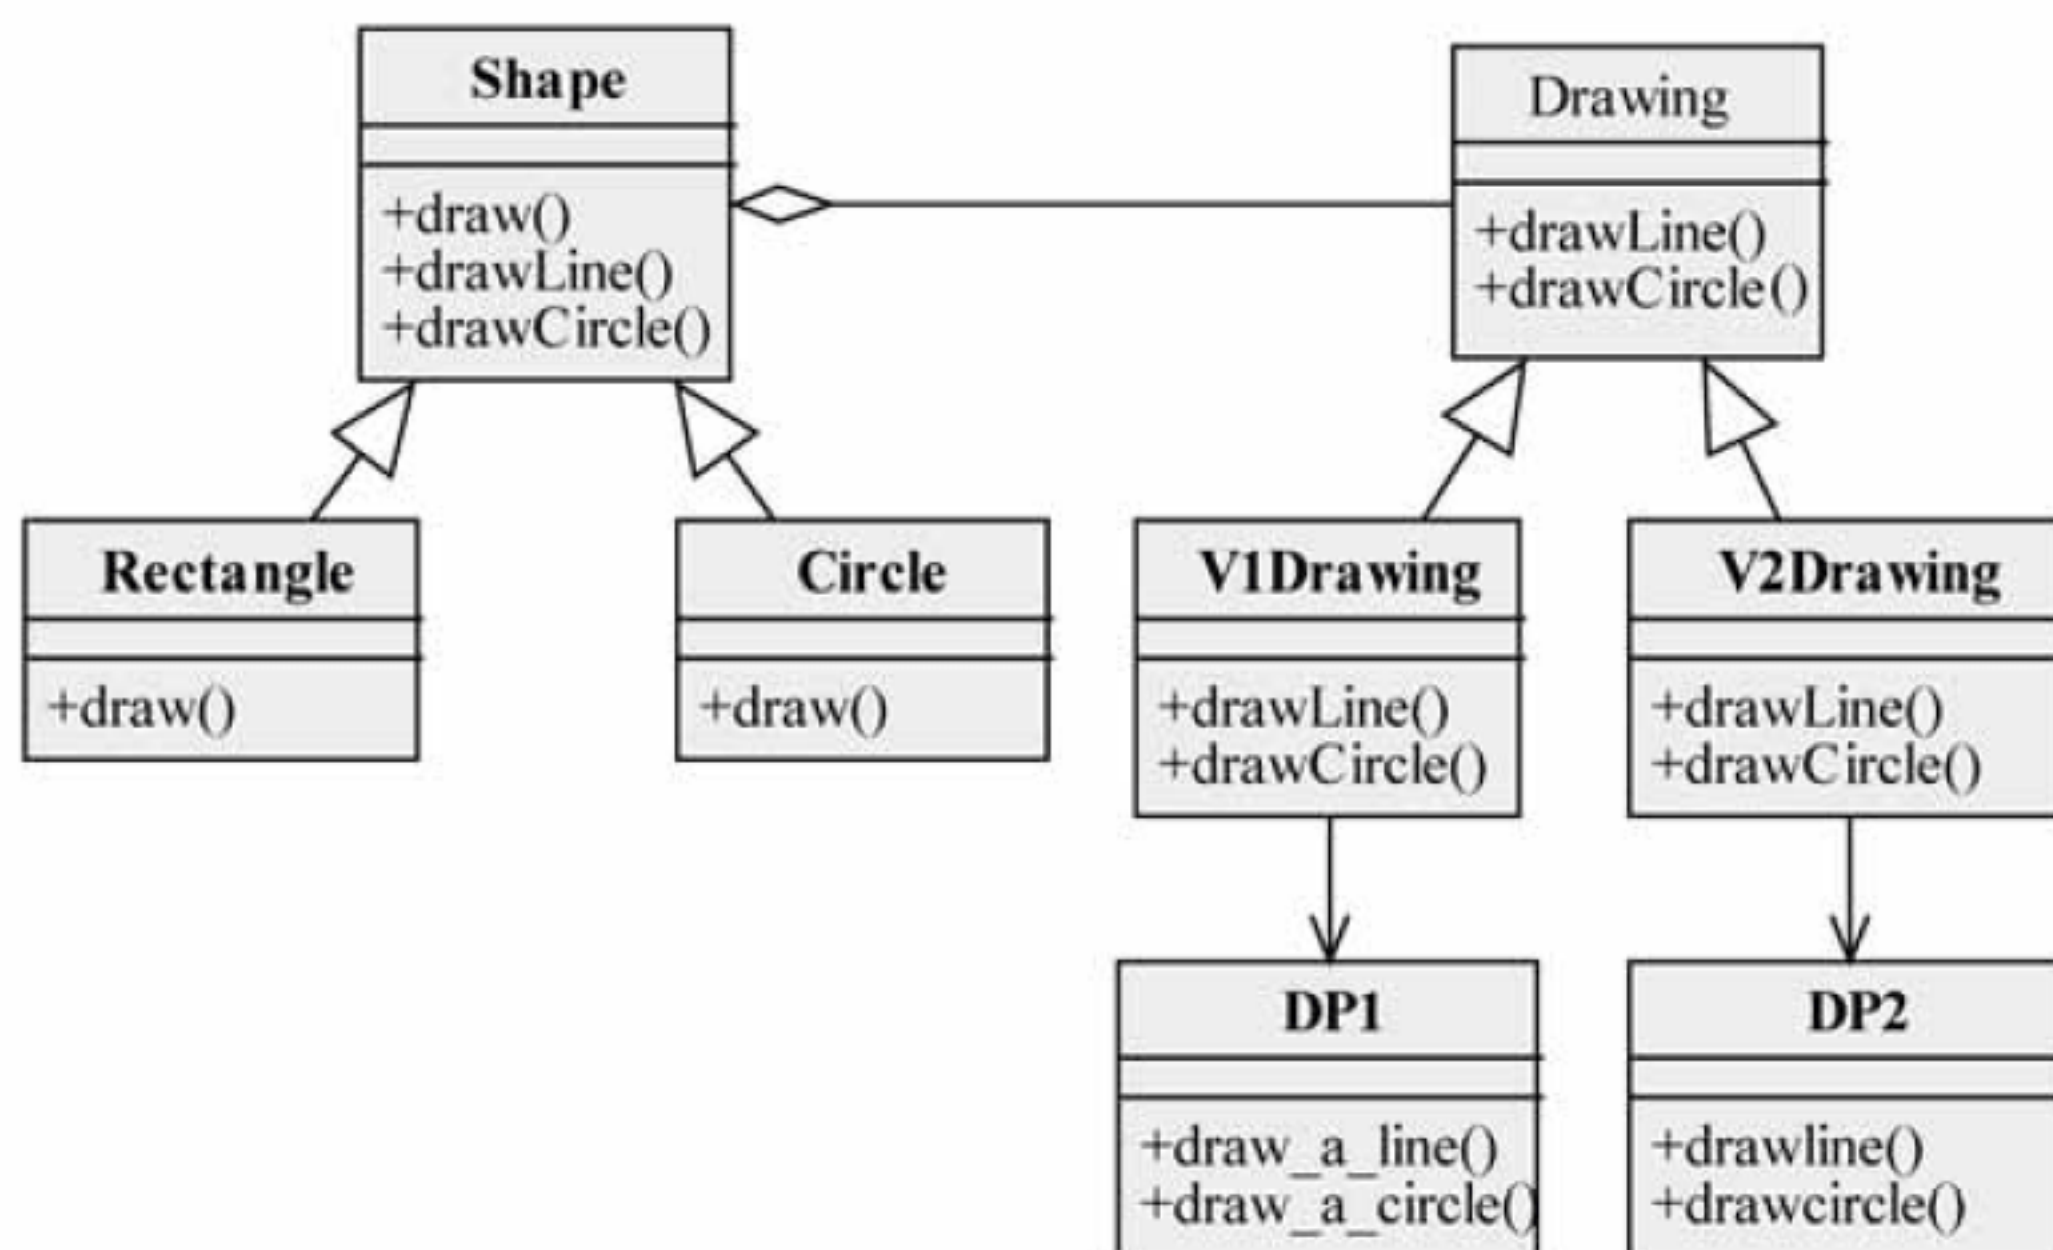 Shape
+draw()
+drawLine()
+drawCircle()
Drawing
+drawLine()
+drawCircle()
Rectangle
+draw()
Circle
+draw()
V1Drawing
+drawLine()
+drawCircle()
V2Drawing
+drawLine()
+drawCircle()
DP1
+draw_a_line()
+draw_a_circle()
DP2
+drawline()
+drawcircle()